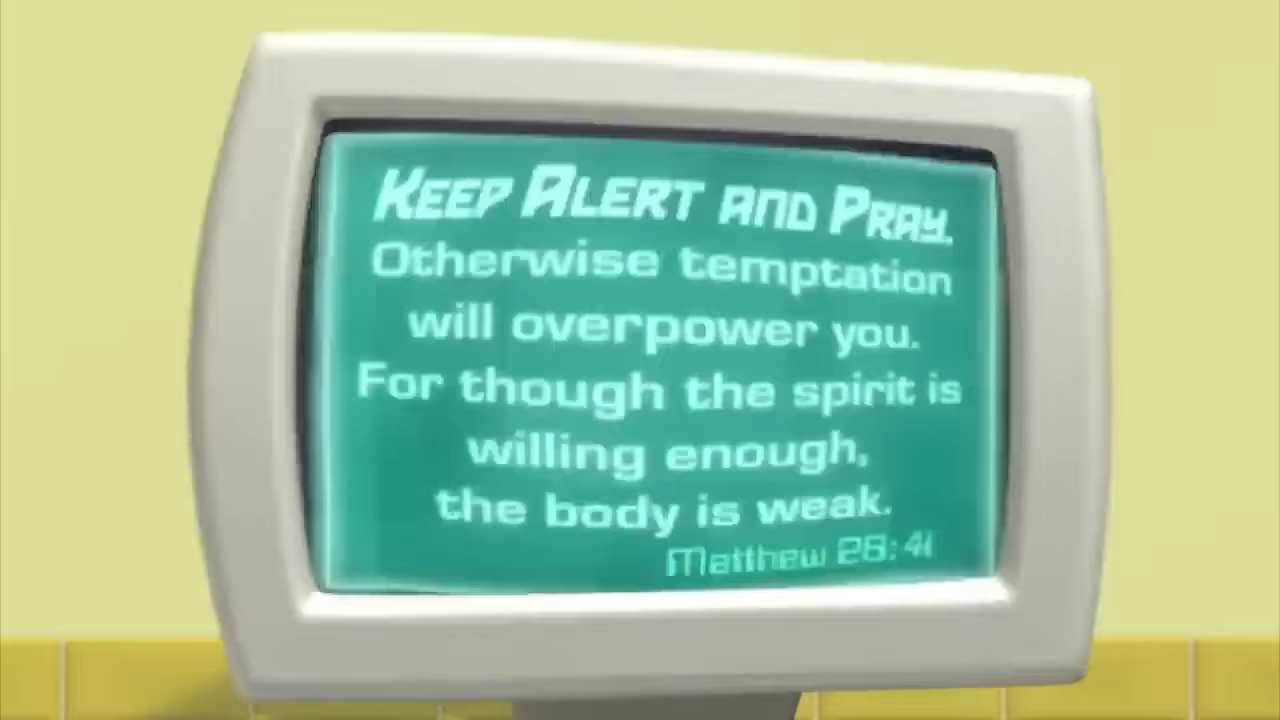 Keep Alert and Pray.
Otherwise temptation
will overpower you.
For though the spirit is
willing enough,
the body is weak.
Matthew 26:41